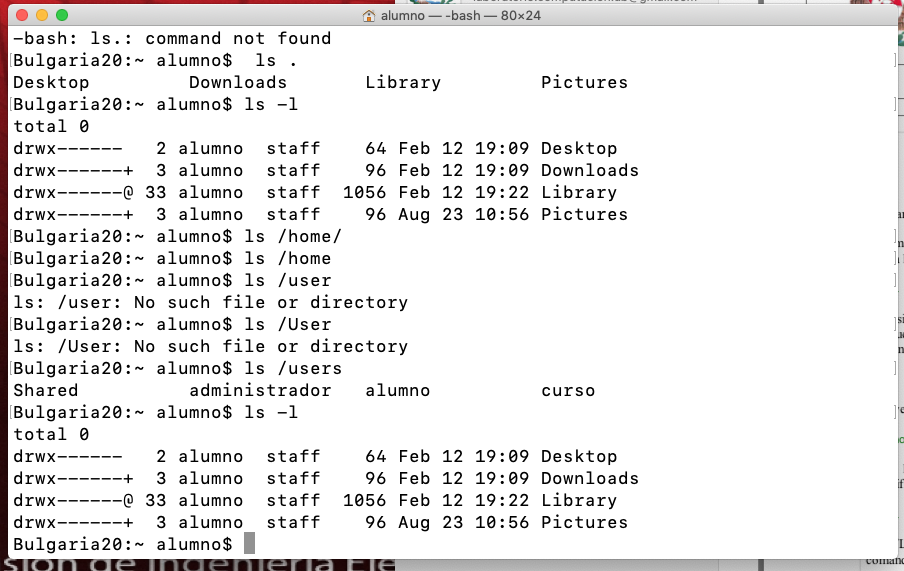 alumno — -bash — 80×24
-bash: ls.: command not found
[Bulgaria20:~ alumno$  ls .
Desktop Downloads Library Pictures
[Bulgaria20:~ alumno$ ls -l
total 0
drwx------ 2 alumno staff 64 Feb 12 19:09 Desktop
drwx------+ 3 alumno staff 96 Feb 12 19:09 Downloads
drwx------@ 33 alumno staff 1056 Feb 12 19:22 Library
drwx------+ 3 alumno staff 96 Aug 23 10:56 Pictures
[Bulgaria20:~ alumno$ ls /home/
[Bulgaria20:~ alumno$ ls /home
[Bulgaria20:~ alumno$ ls /user
ls: /user: No such file or directory
[Bulgaria20:~ alumno$ ls /User
ls: /User: No such file or directory
[Bulgaria20:~ alumno$ ls /users
Shared administrador alumno curso
[Bulgaria20:~ alumno$ ls -l
total 0
drwx------ 2 alumno staff 64 Feb 12 19:09 Desktop
drwx------+ 3 alumno staff 96 Feb 12 19:09 Downloads
drwx------@ 33 alumno staff 1056 Feb 12 19:22 Library
drwx------+ 3 alumno staff 96 Aug 23 10:56 Pictures
Bulgaria20:~ alumno$